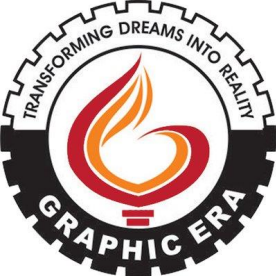 TRANSFORMING DREAMS INTO REALITY
GRAPHIC ERA